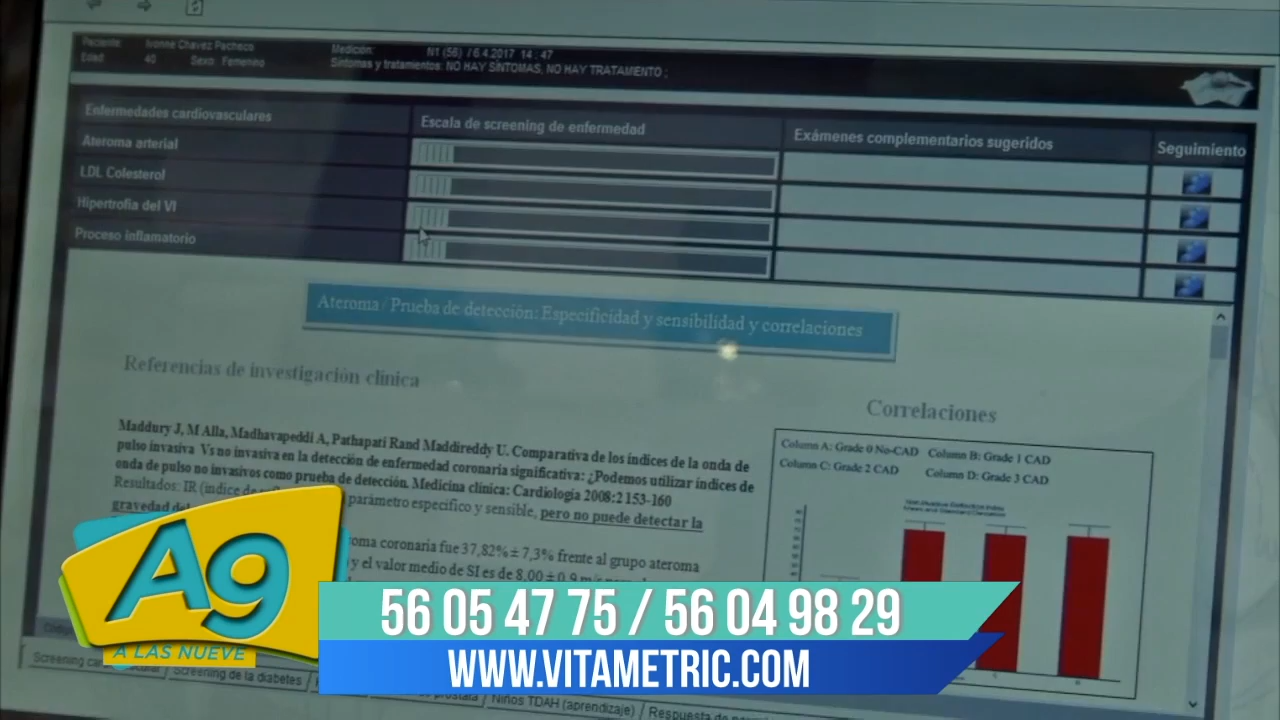 Paciente: Ivonne Chavez Pacheco Medición: N1 (56) / 6.4.2017 14:47
Edad: 40 Sexo Femenino Síntomas y tratamientos: NO HAY SÍNTOMAS, NO HAY TRATAMIENTO ;
Enfermedades cardiovasculares Escala de screening de enfermedad Exámenes complementarios sugeridos Seguimiento
Ateroma arterial
LDL Colesterol
Hipertrofia del VI
Proceso inflamatorio
Ateroma / Prueba de detección: Especificidad y sensibilidad y correlaciones
Referencias de investigación clínica
Maddury J, M Alla, Madhavapeddi A, Pathapati Rand Maddireddy U. Comparativa de los índices de la onda de
pulso invasiva Vs no invasiva en la detección de enfermedad coronaria significativa: ¿Podemos utilizar índices de
onda de pulso no invasivos como prueba de detección. Medicina clínica: Cardiología 2008:2 153-160
Resultados: IR (índice de parámetro específico y sensible, pero no puede detectar la
gravedad del
coronaria fue 37,82% ± 7,3% frente al grupo ateroma
y el valor medio de SI es de 8,00 ± 0,9
Correlaciones
Column A: Grade 0 No-CAD Column B: Grade 1 CAD
Column C: Grade 2 CAD Column D: Grade 3 CAD
A9
A LAS NUEVE
56 05 47 75 / 56 04 98 29
WWW.VITAMETRIC.COM
Screening Screening de la diabetes prostata Niños TDAH (aprendizaje) Respuesta de